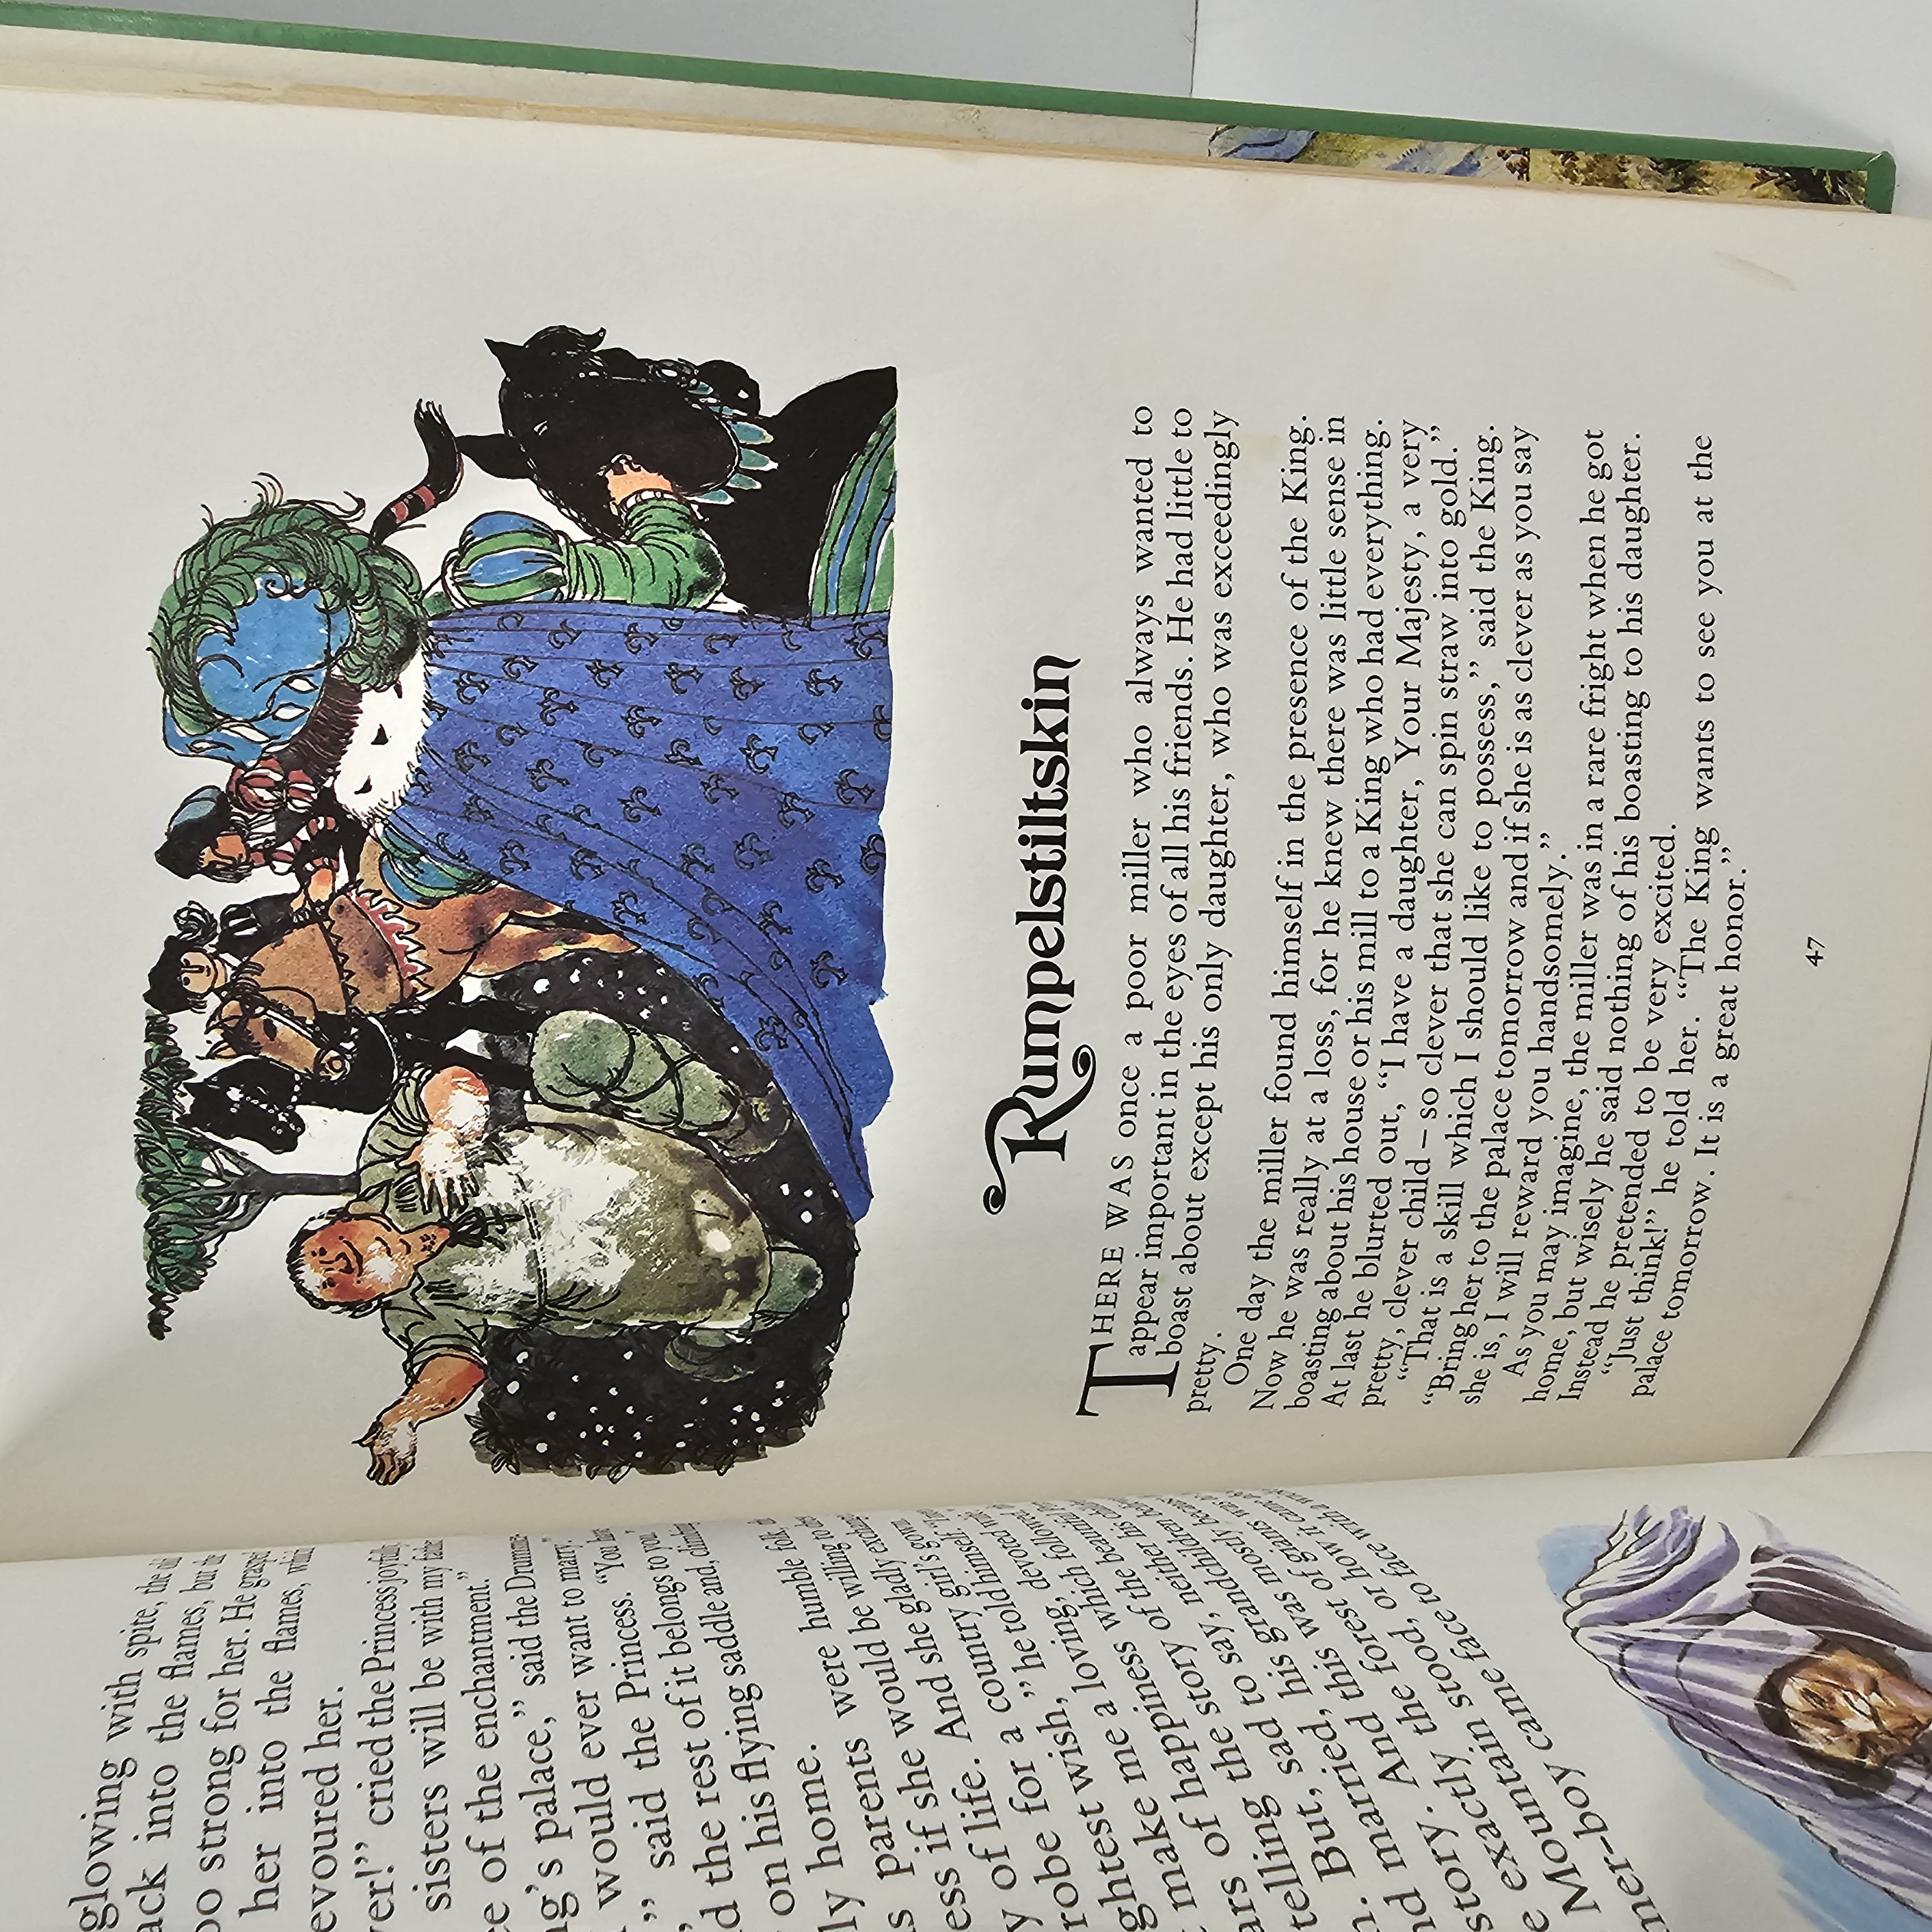 glowing with spite, the old
ack into the flames, but the
oo strong for her. He grasped
her into the flames, which
evoured her.
er!” cried the Princess joyfully
sisters will be with my father
ee of the enchantment.”
ng's palace,” said the Drummer
would ever want to marry.”
,” said the Princess. “You have
d the rest of it belongs to you.”
on his flying saddle and, climbing
ly home.
s parents were humble folk, the
ess if she would be willing to
y of life. And she gladly exchanged
robe for a country girl's gown.
ghtest wish,” he told himself.
make me a loving, devoted wife.”
ars of happiness which followed, the
telling the story of the beautiful
n. But, sad to say, neither his children
nd married, his grandchildren
story. And this was mostly because
e exactly the forest of giants was
Mountain stood, or how it came
mer-boy came face to face with a
Rumpelstiltskin
THERE WAS once a poor miller who always wanted to
appear important in the eyes of all his friends. He had little to
boast about except his only daughter, who was exceedingly
pretty.
One day the miller found himself in the presence of the King.
Now he was really at a loss, for he knew there was little sense in
boasting about his house or his mill to a King who had everything.
At last he blurted out, “I have a daughter, Your Majesty, a very
pretty, clever child – so clever that she can spin straw into gold.”
“That is a skill which I should like to possess,” said the King.
“Bring her to the palace tomorrow and if she is as clever as you say
she is, I will reward you handsomely.”
As you may imagine, the miller was in a rare fright when he got
home, but wisely he said nothing of his boasting to his daughter.
Instead he pretended to be very excited.
“Just think!” he told her. “The King wants to see you at the
palace tomorrow. It is a great honor.”
47